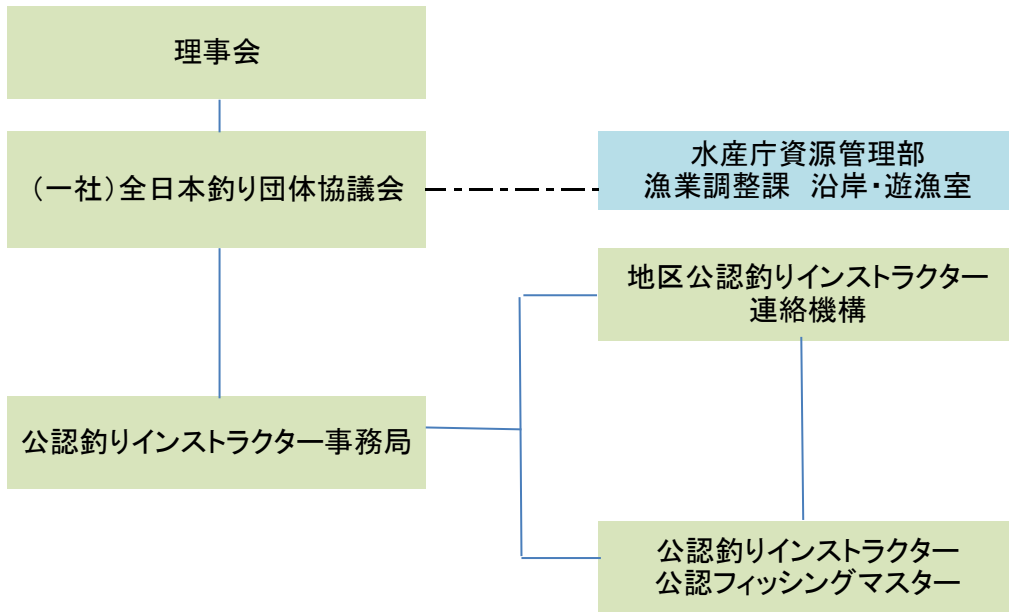 理事会
（一社）全日本釣り団体協議会
水産庁資源管理部
漁業調整課　沿岸・遊漁室
地区公認釣りインストラクター
連絡機構
公認釣りインストラクター事務局
公認釣りインストラクター
公認フィッシングマスター